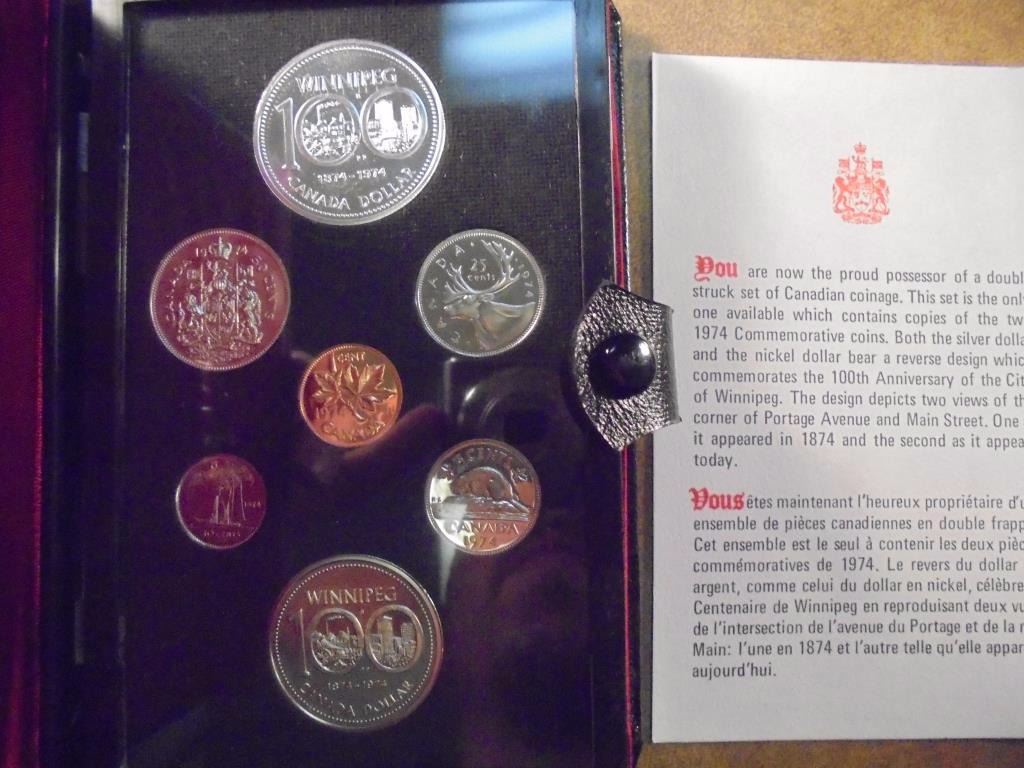 WINNIPEG
100
1874-1974
CANADA DOLLAR
1974
CANADA
25
cents
1974
1 CENT
CANADA
1974
10 CENTS
5 CENTS
CANADA
1974
WINNIPEG
100
1874-1974
CANADA DOLLAR
You are now the proud possessor of a doubl
struck set of Canadian coinage. This set is the onl
one available which contains copies of the tw
1974 Commemorative coins. Both the silver dolla
and the nickel dollar bear a reverse design whic
commemorates the 100th Anniversary of the Cit
of Winnipeg. The design depicts two views of th
corner of Portage Avenue and Main Street. One
it appeared in 1874 and the second as it appea
today.
Vous êtes maintenant l'heureux propriétaire d'u
ensemble de pièces canadiennes en double frapp
Cet ensemble est le seul à contenir les deux pièc
commémoratives de 1974. Le revers du dollar
argent, comme celui du dollar en nickel, célèbre
Centenaire de Winnipeg en reproduisant deux vu
de l'intersection de l'avenue du Portage et de la r
Main: l'une en 1874 et l'autre telle qu'elle appar
aujourd'hui.